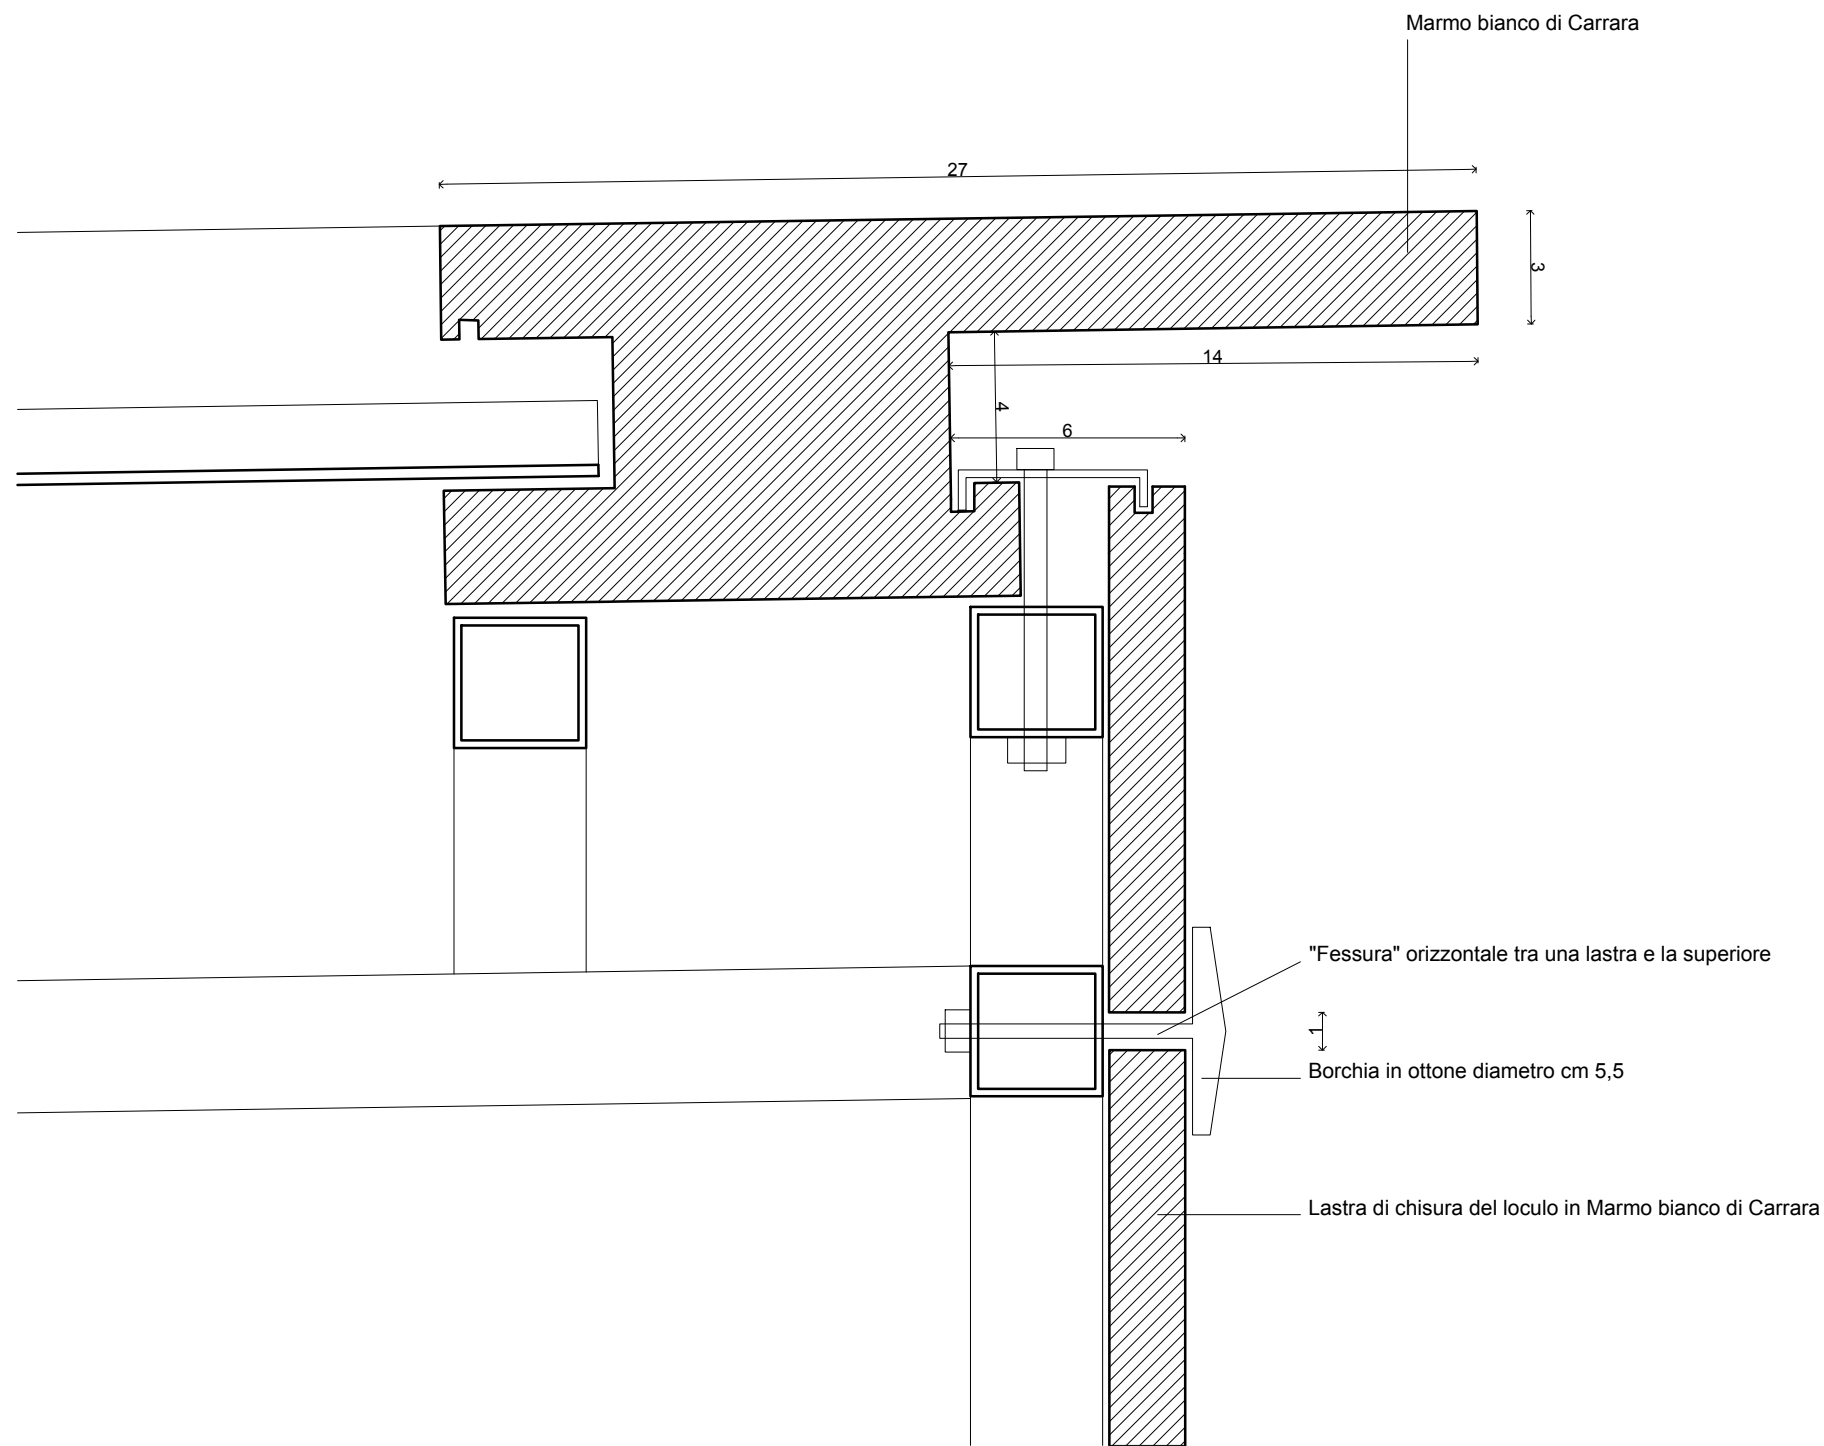 Marmo bianco di Carrara
27
3
14
4
6
"Fessura" orizzontale tra una lastra e la superiore
1
Borchia in ottone diametro cm 5,5
Lastra di chisura del loculo in Marmo bianco di Carrara